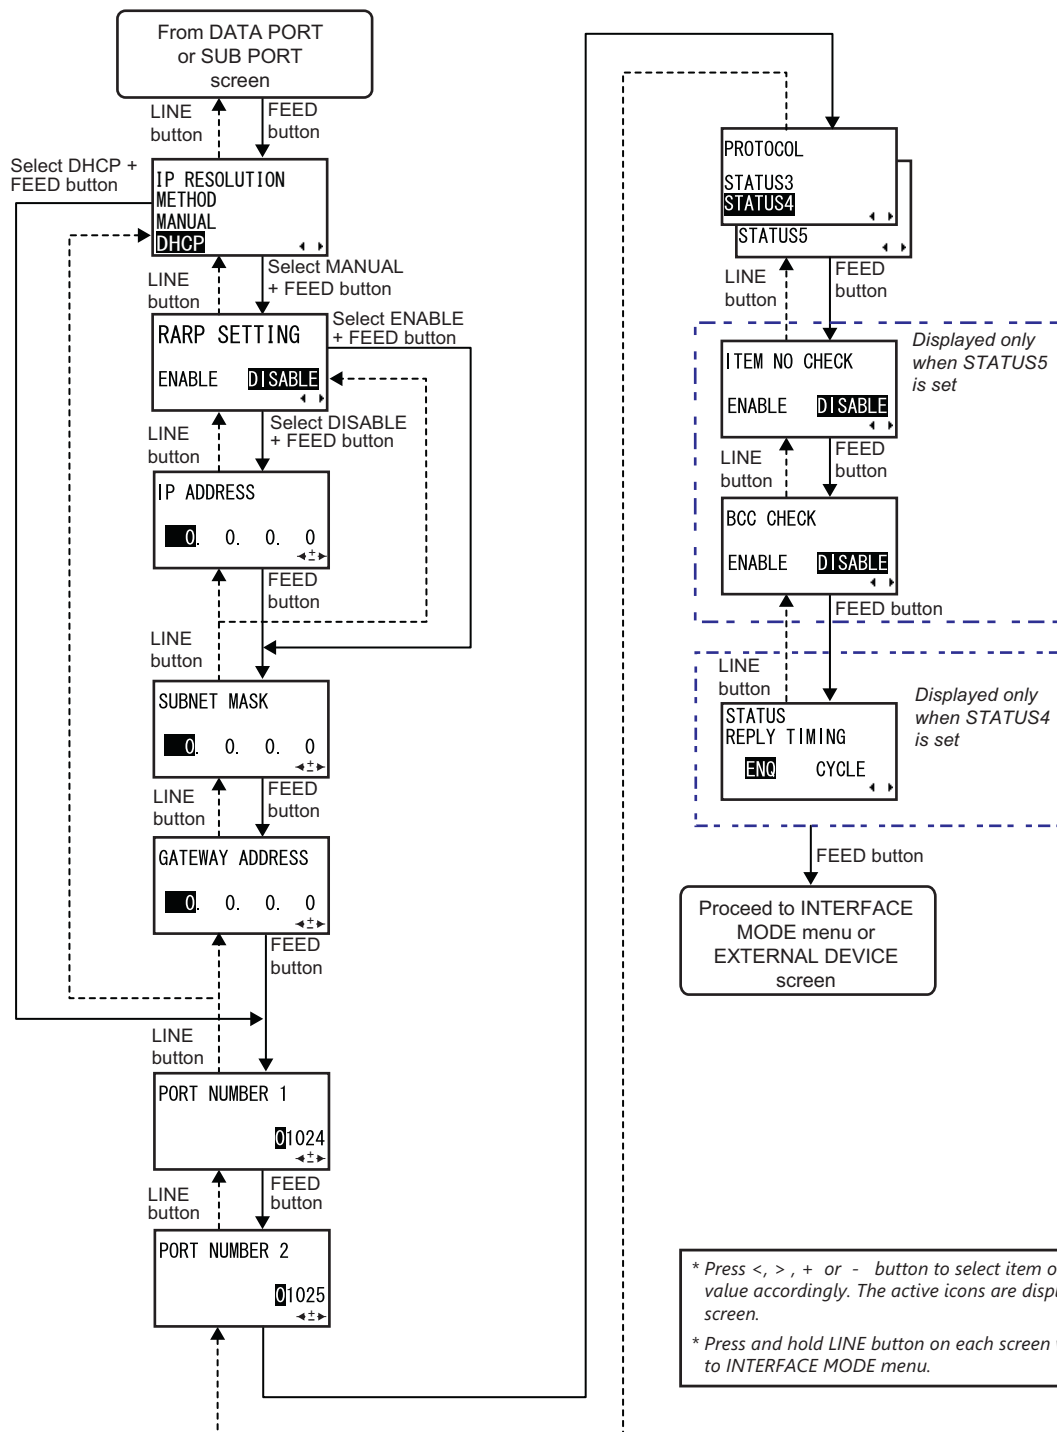 From DATA PORT
or SUB PORT
screen
LINE
button
FEED
button
Select DHCP +
FEED button
IP RESOLUTION
METHOD
MANUAL
DHCP
LINE
button
Select MANUAL
+ FEED button
RARP SETTING
ENABLE DISABLE
Select ENABLE
+ FEED button
LINE
button
Select DISABLE
+ FEED button
IP ADDRESS
0. 0. 0. 0
FEED
button
LINE
button
SUBNET MASK
0. 0. 0. 0
LINE
button
FEED
button
GATEWAY ADDRESS
0. 0. 0. 0
FEED
button
LINE
button
PORT NUMBER 1
01024
LINE
button
FEED
button
PORT NUMBER 2
01025
PROTOCOL
STATUS3
STATUS4
STATUS5
LINE
button
FEED
button
Displayed only
when STATUS5
is set
ITEM NO CHECK
ENABLE DISABLE
LINE
button
FEED
button
BCC CHECK
ENABLE DISABLE
FEED button
LINE
button
Displayed only
when STATUS4
is set
STATUS
REPLY TIMING
ENQ CYCLE
FEED button
Proceed to INTERFACE
MODE menu or
EXTERNAL DEVICE
screen
* Press <, > , + or - button to select item
value accordingly. The active icons are
screen.
* Press and hold LINE button on each screen
to INTERFACE MODE menu.